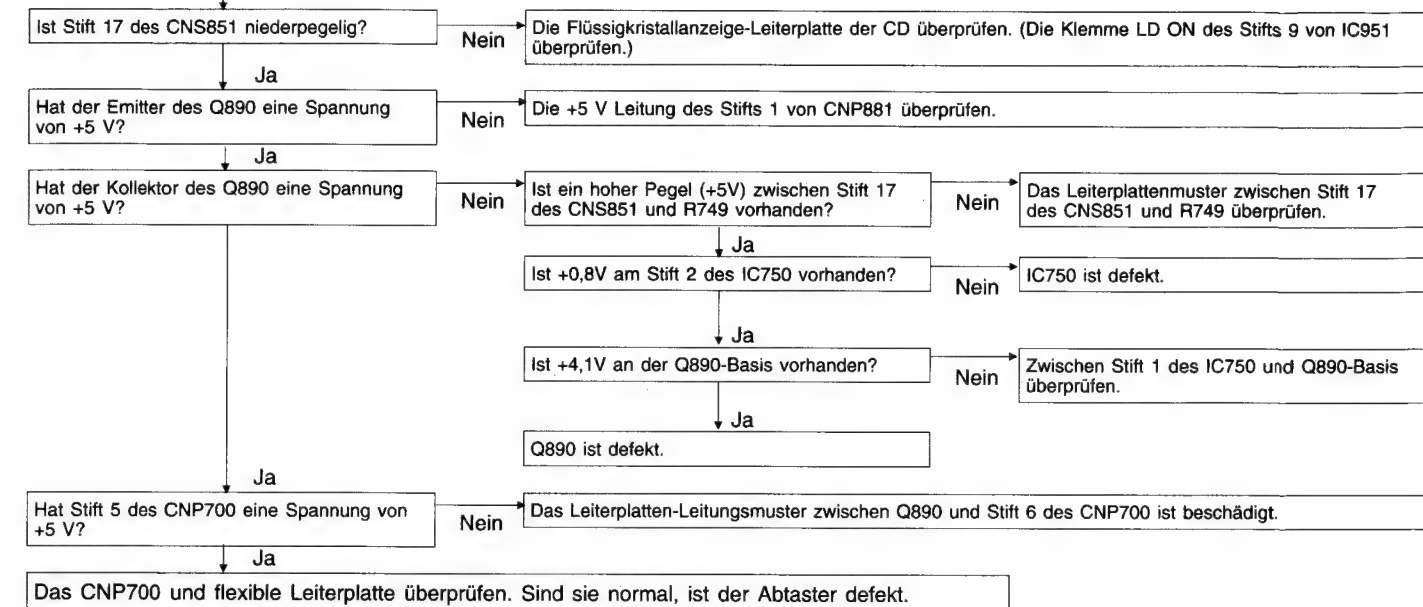 Ist Stift 17 des CNS851 niederpegelig?
Nein
Die Flüssigkristallanzeige-Leiterplatte der CD überprüfen. (Die Klemme LD ON des Stifts 9 von IC951
überprüfen.)
Ja
Hat der Emitter des Q890 eine Spannung
von +5 V?
Nein
Die +5 V Leitung des Stifts 1 von CNP881 überprüfen.
Ja
Hat der Kollektor des Q890 eine Spannung
von +5 V?
Nein
Ist ein hoher Pegel (+5V) zwischen Stift 17
des CNS851 und R749 vorhanden?
Nein
Das Leiterplattenmuster zwischen Stift 17
des CNS851 und R749 überprüfen.
Ja
Ist +0,8V am Stift 2 des IC750 vorhanden?
Nein
IC750 ist defekt.
Ja
Ist +4,1V an der Q890-Basis vorhanden?
Nein
Zwischen Stift 1 des IC750 und Q890-Basis
überprüfen.
Ja
Q890 ist defekt.
Ja
Hat Stift 5 des CNP700 eine Spannung von
+5 V?
Nein
Das Leiterplatten-Leitungsmuster zwischen Q890 und Stift 6 des CNP700 ist beschädigt.
Ja
Das CNP700 und flexible Leiterplatte überprüfen. Sind sie normal, ist der Abtaster defekt.